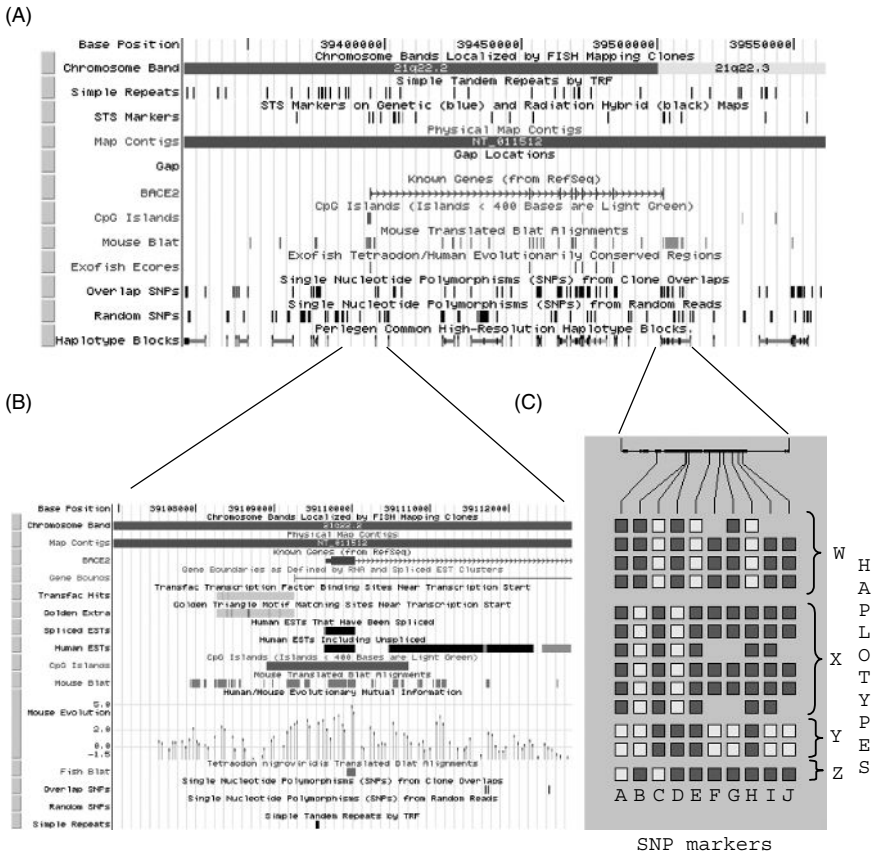 (A)
Base Position 39400000 39450000 39500000 39550000
Chromosome Bands Localized by FISH Mapping Clones
Chromosome Band 21q22.2 21q22.3
Simple Tandem Repeats by TRF
Simple Repeats
STS Markers on Genetic (blue) and Radiation Hybrid (black) Maps
STS Markers
Physical Map Contigs
Map Contigs NT_011512
Gap Locations
Gap
Known Genes (from RefSeq)
BACE2
CpG Islands (Islands < 400 Bases are Light Green)
CpG Islands
Mouse Translated Blat Alignments
Mouse Blat
Exofish Tetraodon/Human Evolutionarily Conserved Regions
Exofish Ecores
Single Nucleotide Polymorphisms (SNPs) from Clone Overlaps
Overlap SNPs
Single Nucleotide Polymorphisms (SNPs) from Random Reads
Random SNPs
Perlegen Common High-Resolution Haplotype Blocks.
Haplotype Blocks
(B)
Base Position 39108000 39109000 39110000 39111000 39112000
Chromosome Bands Localized by FISH Mapping Clones
Chromosome Band 21q22.2
Physical Map Contigs
Map Contigs NT_011512
Known Genes (from RefSeq)
BACE2
Gene Boundaries as Defined by RNA and Spliced EST Clusters
Gene Bounds
Transfac Transcription Factor Binding Sites Near Transcription Start
Transfac Hits
Golden Triangle Motif Matching Sites Near Transcription Start
Golden Extra
Human ESTs That Have Been Spliced
Spliced ESTs
Human ESTs Including Unspliced
Human ESTs
CpG Islands (Islands < 400 Bases are Light Green)
CpG Islands
Mouse Translated Blat Alignments
Mouse Blat
Human/Mouse Evolutionary Mutual Information
5.0
Mouse Evolution
2.0
0.0
-1.5
Tetraodon nigroviridis Translated Blat Alignments
Fish Blat
Single Nucleotide Polymorphisms (SNPs) from Clone Overlaps
Overlap SNPs
Single Nucleotide Polymorphisms (SNPs) from Random Reads
Random SNPs
Simple Tandem Repeats by TRF
Simple Repeats
(C)
W
X
Y
Z
HAPLOTYPES
A B C D E F G H I J
SNP markers